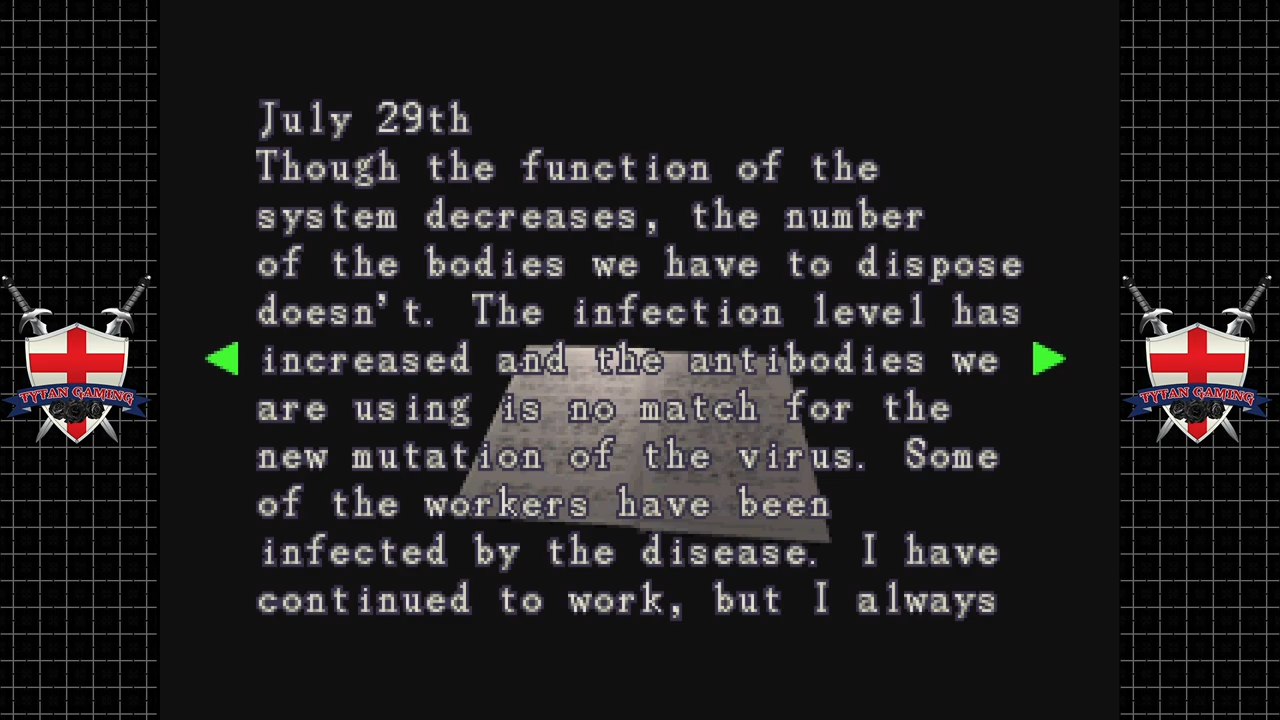 July 29th
Though the function of the
system decreases, the number
of the bodies we have to dispose
doesn't. The infection level has
increased and the antibodies we
are using is no match for the
new mutation of the virus. Some
of the workers have been
infected by the disease. I have
continued to work, but I always
TYTAN GAMING
TYTAN GAMING